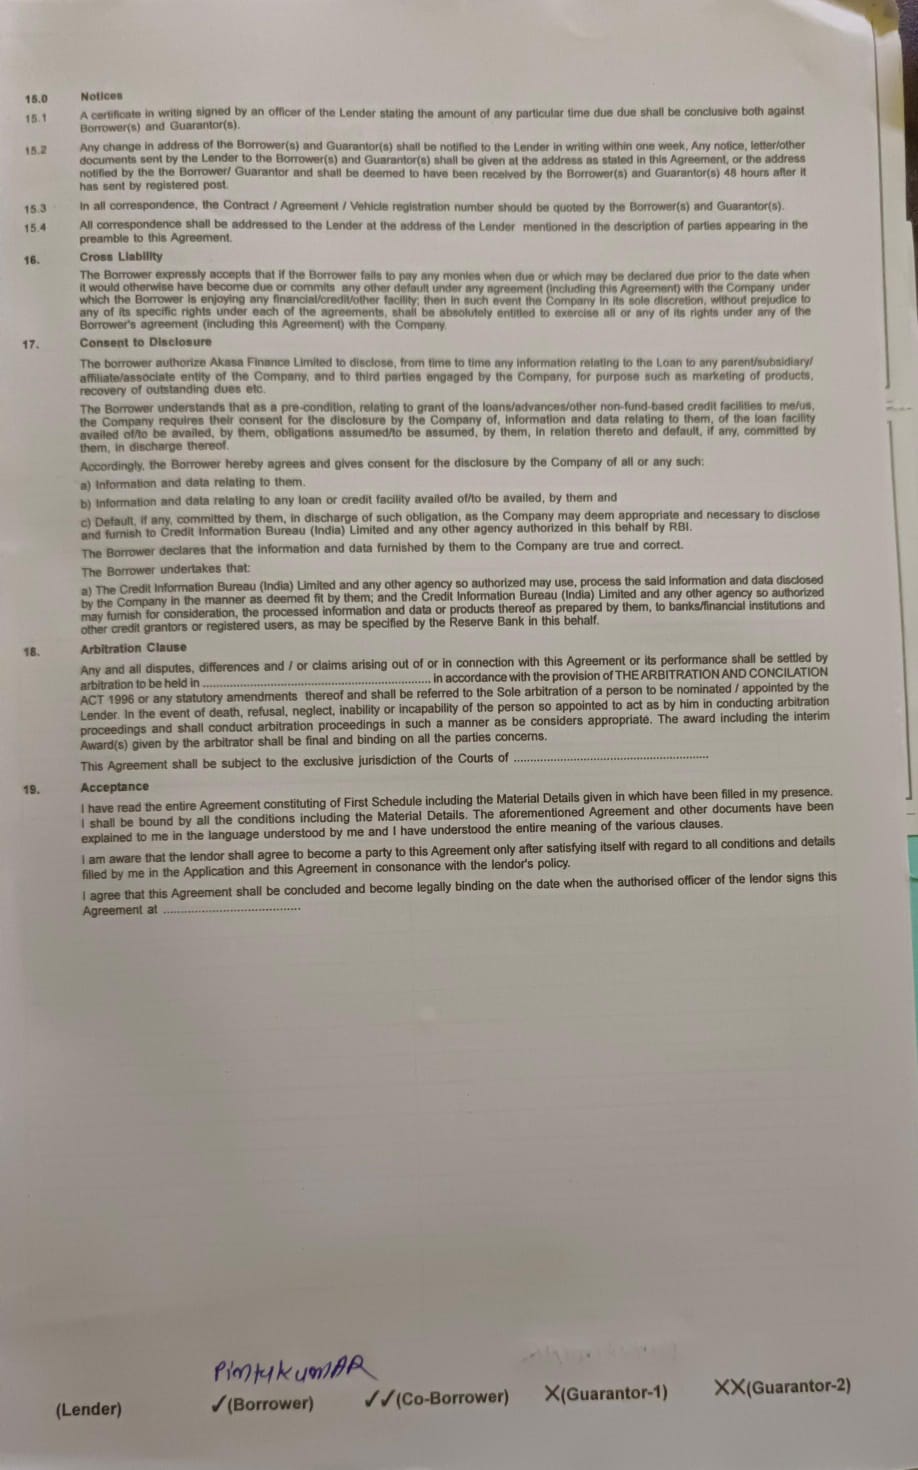 15.0 Notices
15.1 A certificate in writing signed by an officer of the Lender stating the amount of any particular time due due shall be conclusive both against
Borrower(s) and Guarantor(s).
15.2 Any change in address of the Borrower(s) and Guarantor(s) shall be notified to the Lender in writing within one week, Any notice, letter/other
documents sent by the Lender to the Borrower(s) and Guarantor(s) shall be given at the address as stated in this Agreement, or the address
notified by the the Borrower/ Guarantor and shall be deemed to have been received by the Borrower(s) and Guarantor(s) 48 hours after it
has sent by registered post.
15.3 In all correspondence, the Contract / Agreement / Vehicle registration number should be quoted by the Borrower(s) and Guarantor(s).
15.4 All correspondence shall be addressed to the Lender at the address of the Lender mentioned in the description of parties appearing in the
preamble to this Agreement.
16. Cross Liability
The Borrower expressly accepts that if the Borrower fails to pay any monies when due or which may be declared due prior to the date when
it would otherwise have become due or commits any other default under any agreement (including this Agreement) with the Company under
which the Borrower is enjoying any financial/credit/other facility; then in such event the Company in its sole discretion, without prejudice to
any of its specific rights under each of the agreements, shall be absolutely entitled to exercise all or any of its rights under any of the
Borrower's agreement (including this Agreement) with the Company.
17. Consent to Disclosure
The borrower authorize Akasa Finance Limited to disclose, from time to time any information relating to the Loan to any parent/subsidiary/
affiliate/associate entity of the Company, and to third parties engaged by the Company, for purpose such as marketing of products,
recovery of outstanding dues etc.
The Borrower understands that as a pre-condition, relating to grant of the loans/advances/other non-fund-based credit facilities to me/us,
the Company requires their consent for the disclosure by the Company of, information and data relating to them, of the loan facility
availed of/to be availed, by them, obligations assumed/to be assumed, by them, in relation thereto and default, if any, committed by
them, in discharge thereof.
Accordingly, the Borrower hereby agrees and gives consent for the disclosure by the Company of all or any such:
a) Information and data relating to them.
b) Information and data relating to any loan or credit facility availed of/to be availed, by them and
c) Default, if any, committed by them, in discharge of such obligation, as the Company may deem appropriate and necessary to disclose
and furnish to Credit Information Bureau (India) Limited and any other agency authorized in this behalf by RBI.
The Borrower declares that the information and data furnished by them to the Company are true and correct.
The Borrower undertakes that:
a) The Credit Information Bureau (India) Limited and any other agency so authorized may use, process the said information and data disclosed
by the Company in the manner as deemed fit by them; and the Credit Information Bureau (India) Limited and any other agency so authorized
may furnish for consideration, the processed information and data or products thereof as prepared by them, to banks/financial institutions and
other credit grantors or registered users, as may be specified by the Reserve Bank in this behalf.
18. Arbitration Clause
Any and all disputes, differences and / or claims arising out of or in connection with this Agreement or its performance shall be settled by
arbitration to be held in ........................................................... in accordance with the provision of THE ARBITRATION AND CONCILATION
ACT 1996 or any statutory amendments thereof and shall be referred to the Sole arbitration of a person to be nominated / appointed by the
Lender. In the event of death, refusal, neglect, inability or incapability of the person so appointed to act as by him in conducting arbitration
proceedings and shall conduct arbitration proceedings in such a manner as be considers appropriate. The award including the interim
Award(s) given by the arbitrator shall be final and binding on all the parties concerns.
This Agreement shall be subject to the exclusive jurisdiction of the Courts of ...........................................................
19. Acceptance
I have read the entire Agreement constituting of First Schedule including the Material Details given in which have been filled in my presence.
I shall be bound by all the conditions including the Material Details. The aforementioned Agreement and other documents have been
explained to me in the language understood by me and I have understood the entire meaning of the various clauses.
I am aware that the lendor shall agree to become a party to this Agreement only after satisfying itself with regard to all conditions and details
filled by me in the Application and this Agreement in consonance with the lendor's policy.
I agree that this Agreement shall be concluded and become legally binding on the date when the authorised officer of the lendor signs this
Agreement at ........................................
PintukumAR
(Lender) ✓(Borrower) ✓✓(Co-Borrower) X(Guarantor-1) XX(Guarantor-2)